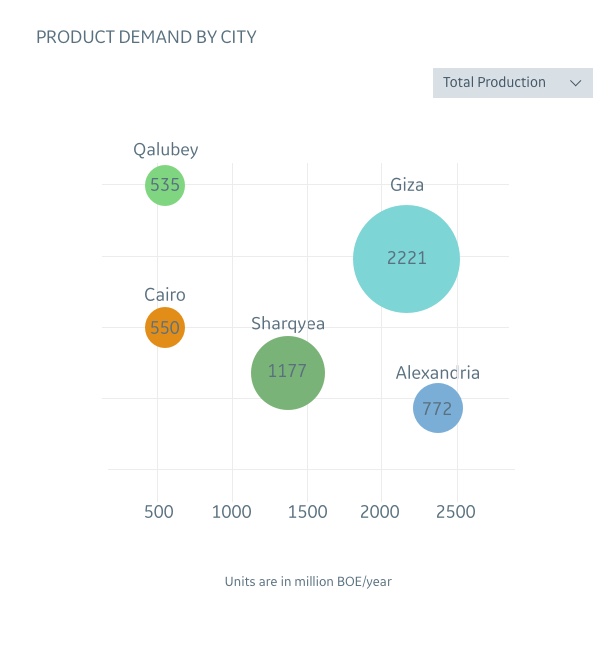 PRODUCT DEMAND BY CITY
Total Production
Qalubey
535
Giza
2221
Cairo
550
Sharqyea
1177
Alexandria
772
500 1000 1500 2000 2500
Units are in million BOE/year